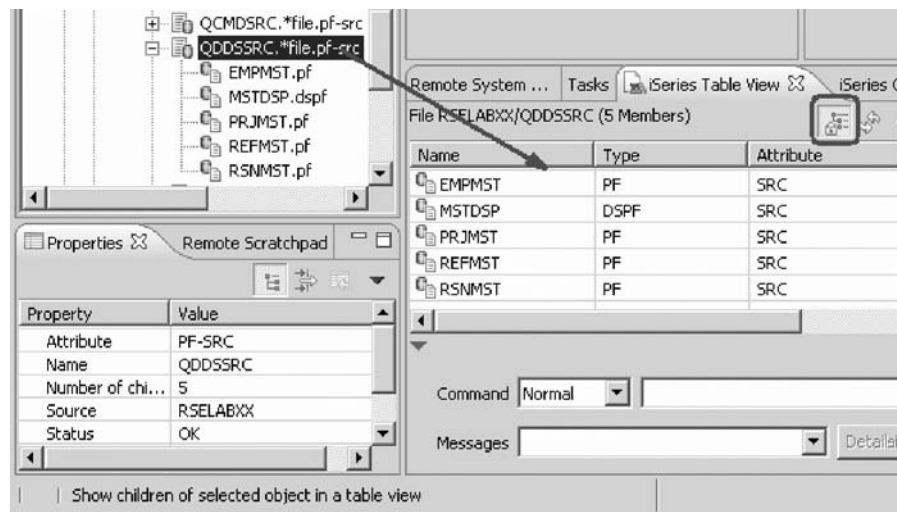 QCMDSRC.*file.pf-src
QDDSSRC.*file.pf-src
EMPMST.pf
MSTDSP.dspf
PRJMST.pf
REFMST.pf
RSNMST.pf
Remote System ... Tasks iSeries Table View iSeries C
File RSELABXX/QDDSSRC (5 Members)
Name Type Attribute
EMPMST PF SRC
MSTDSP DSPF SRC
PRJMST PF SRC
REFMST PF SRC
RSNMST PF SRC
Properties Remote Scratchpad
Property Value
Attribute PF-SRC
Name QDDSSRC
Number of chi... 5
Source RSELABXX
Status OK
Command Normal
Messages Details
Show children of selected object in a table view